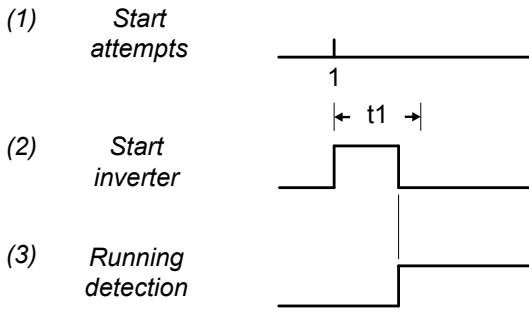 (1) Start
attempts
1
t1
(2) Start
inverter
(3) Running
detection